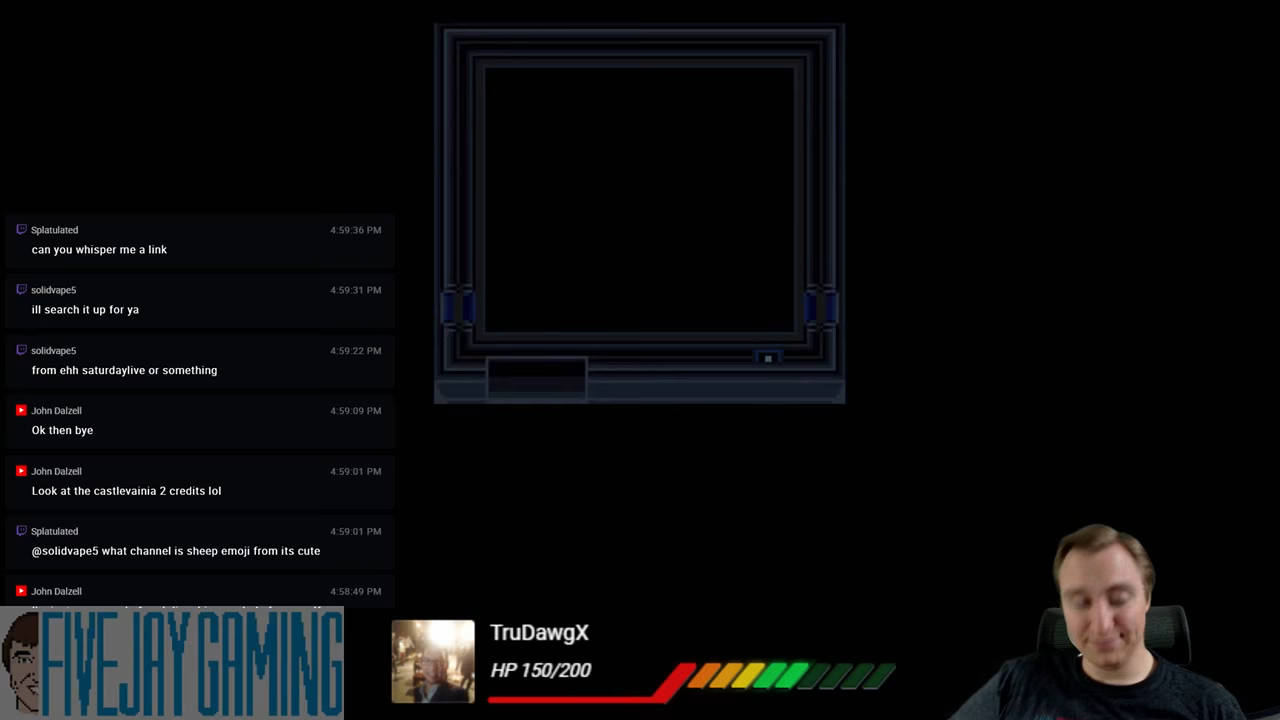 Splatulated 4:59:36 PM
can you whisper me a link
solidvape5 4:59:31 PM
ill search it up for ya
solidvape5 4:59:22 PM
from ehh saturdaylive or something
John Dalzell 4:59:09 PM
Ok then bye
John Dalzell 4:59:01 PM
Look at the castlevainia 2 credits lol
Splatulated 4:59:01 PM
@solidvape5 what channel is sheep emoji from its cute
John Dalzell 4:58:49 PM
FIVEJAY GAMING
TruDawgX
HP 150/200